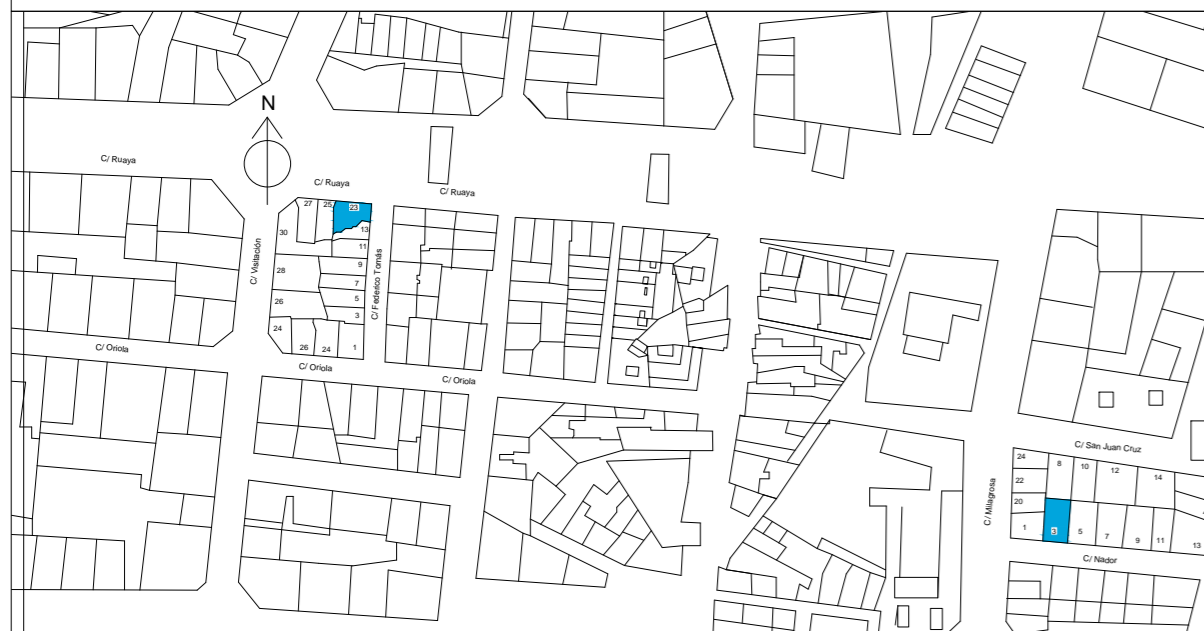 N
C/ Ruaya
C/ Ruaya
C/ Ruaya
27
25
23
30
13
11
C/ Visitación
28
9
7
C/ Federico Tomás
26
5
3
24
26
24
1
C/ Oriola
C/ Oriola
C/ Oriola
C/ San Juan Cruz
24
8
10
12
14
22
20
C/ Milagrosa
1
3
5
7
9
11
13
C/ Nador